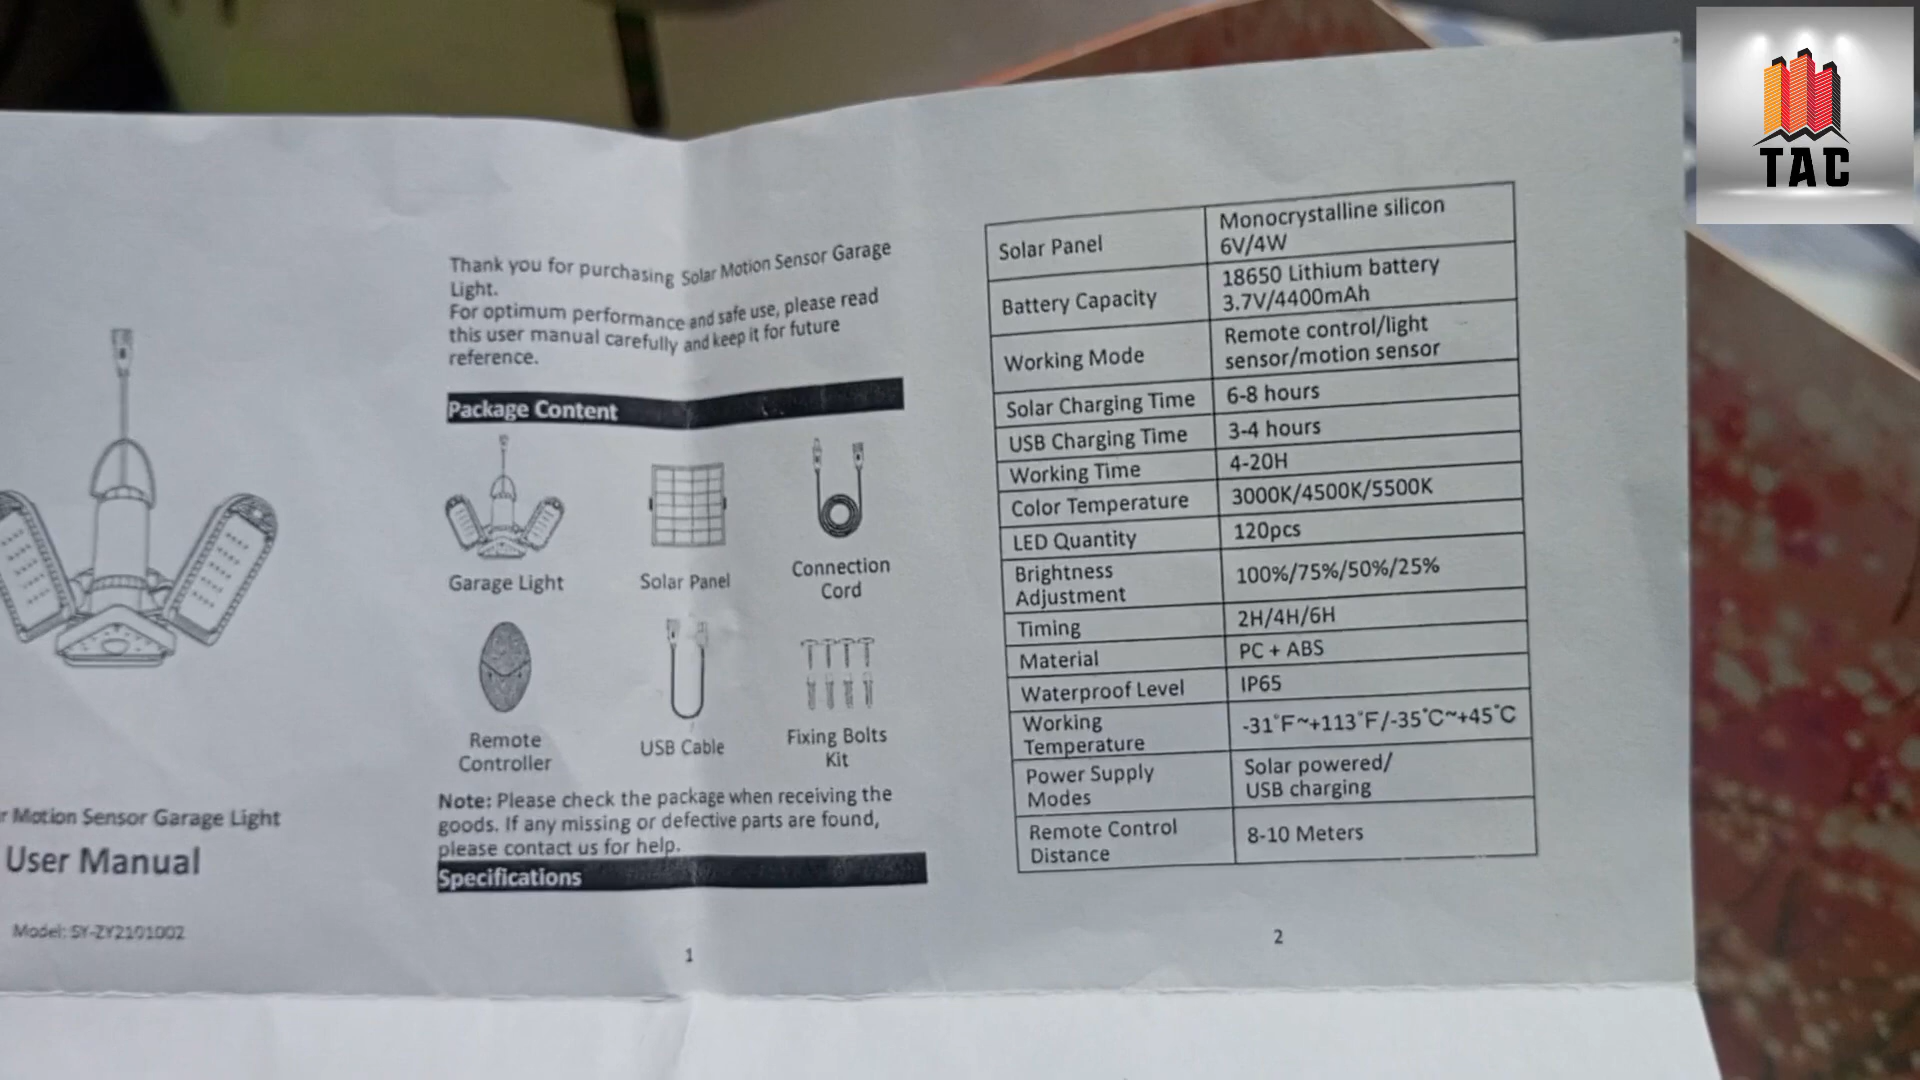 Motion Sensor Garage Light
User Manual
Model: SY-ZY2101002
Thank you for purchasing Solar Motion Sensor Garage
Light.
For optimum performance and safe use, please read
this user manual carefully and keep it for future
reference.
Package Content
Garage Light
Solar Panel
Connection
Cord
Remote
Controller
USB Cable
Fixing Bolts
Kit
Note: Please check the package when receiving the
goods. If any missing or defective parts are found,
please contact us for help.
Specifications
1
Solar Panel
Monocrystalline silicon
6V/4W
Battery Capacity
18650 Lithium battery
3.7V/4400mAh
Working Mode
Remote control/light
sensor/motion sensor
Solar Charging Time
6-8 hours
USB Charging Time
3-4 hours
Working Time
4-20H
Color Temperature
3000K/4500K/5500K
LED Quantity
120pcs
Brightness
Adjustment
100%/75%/50%/25%
Timing
2H/4H/6H
Material
PC + ABS
Waterproof Level
IP65
Working
Temperature
-31°F~+113°F/-35°C~+45°C
Power Supply
Modes
Solar powered/
USB charging
Remote Control
Distance
8-10 Meters
2
TAC